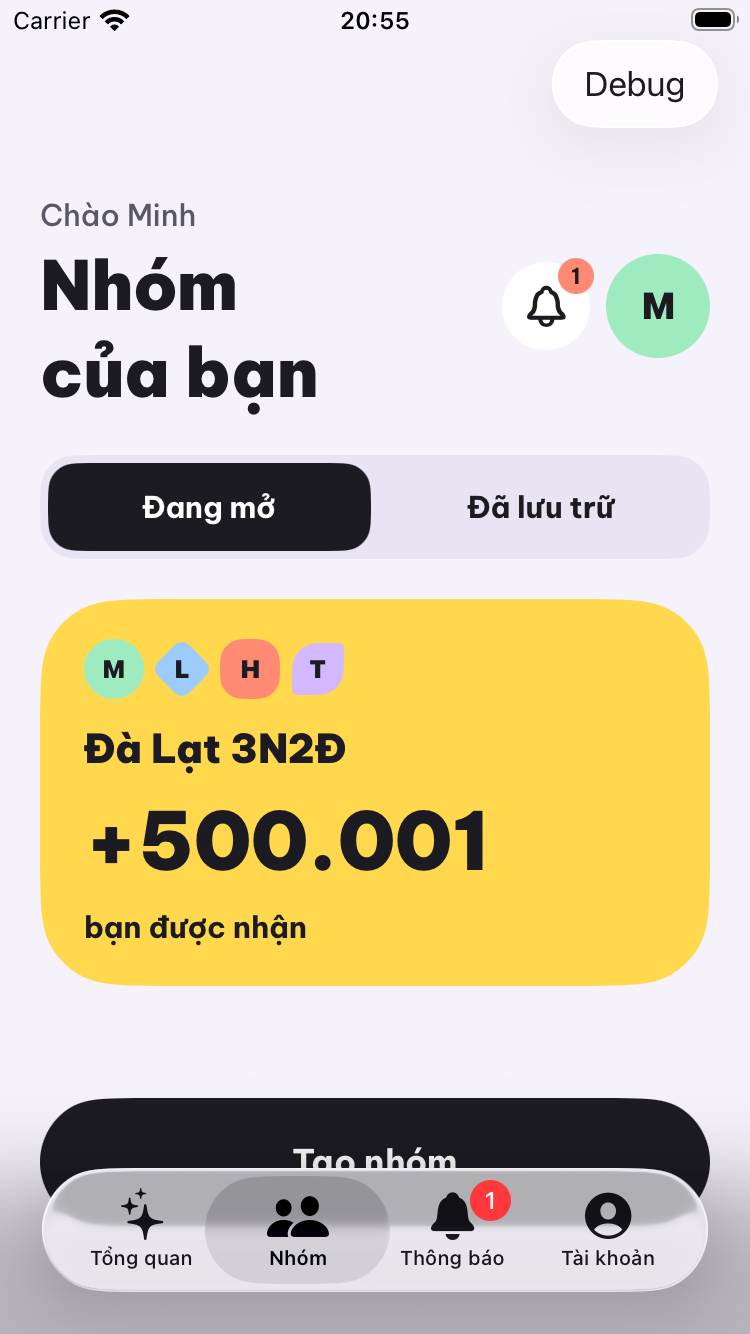 Carrier
20:55
Debug
Chào Minh
Nhóm
của bạn
1
M
Đang mở
Đã lưu trữ
M L H T
Đà Lạt 3N2Đ
+500.001
bạn được nhận
Tạo nhóm
1
Tổng quan
Nhóm
Thông báo
Tài khoản